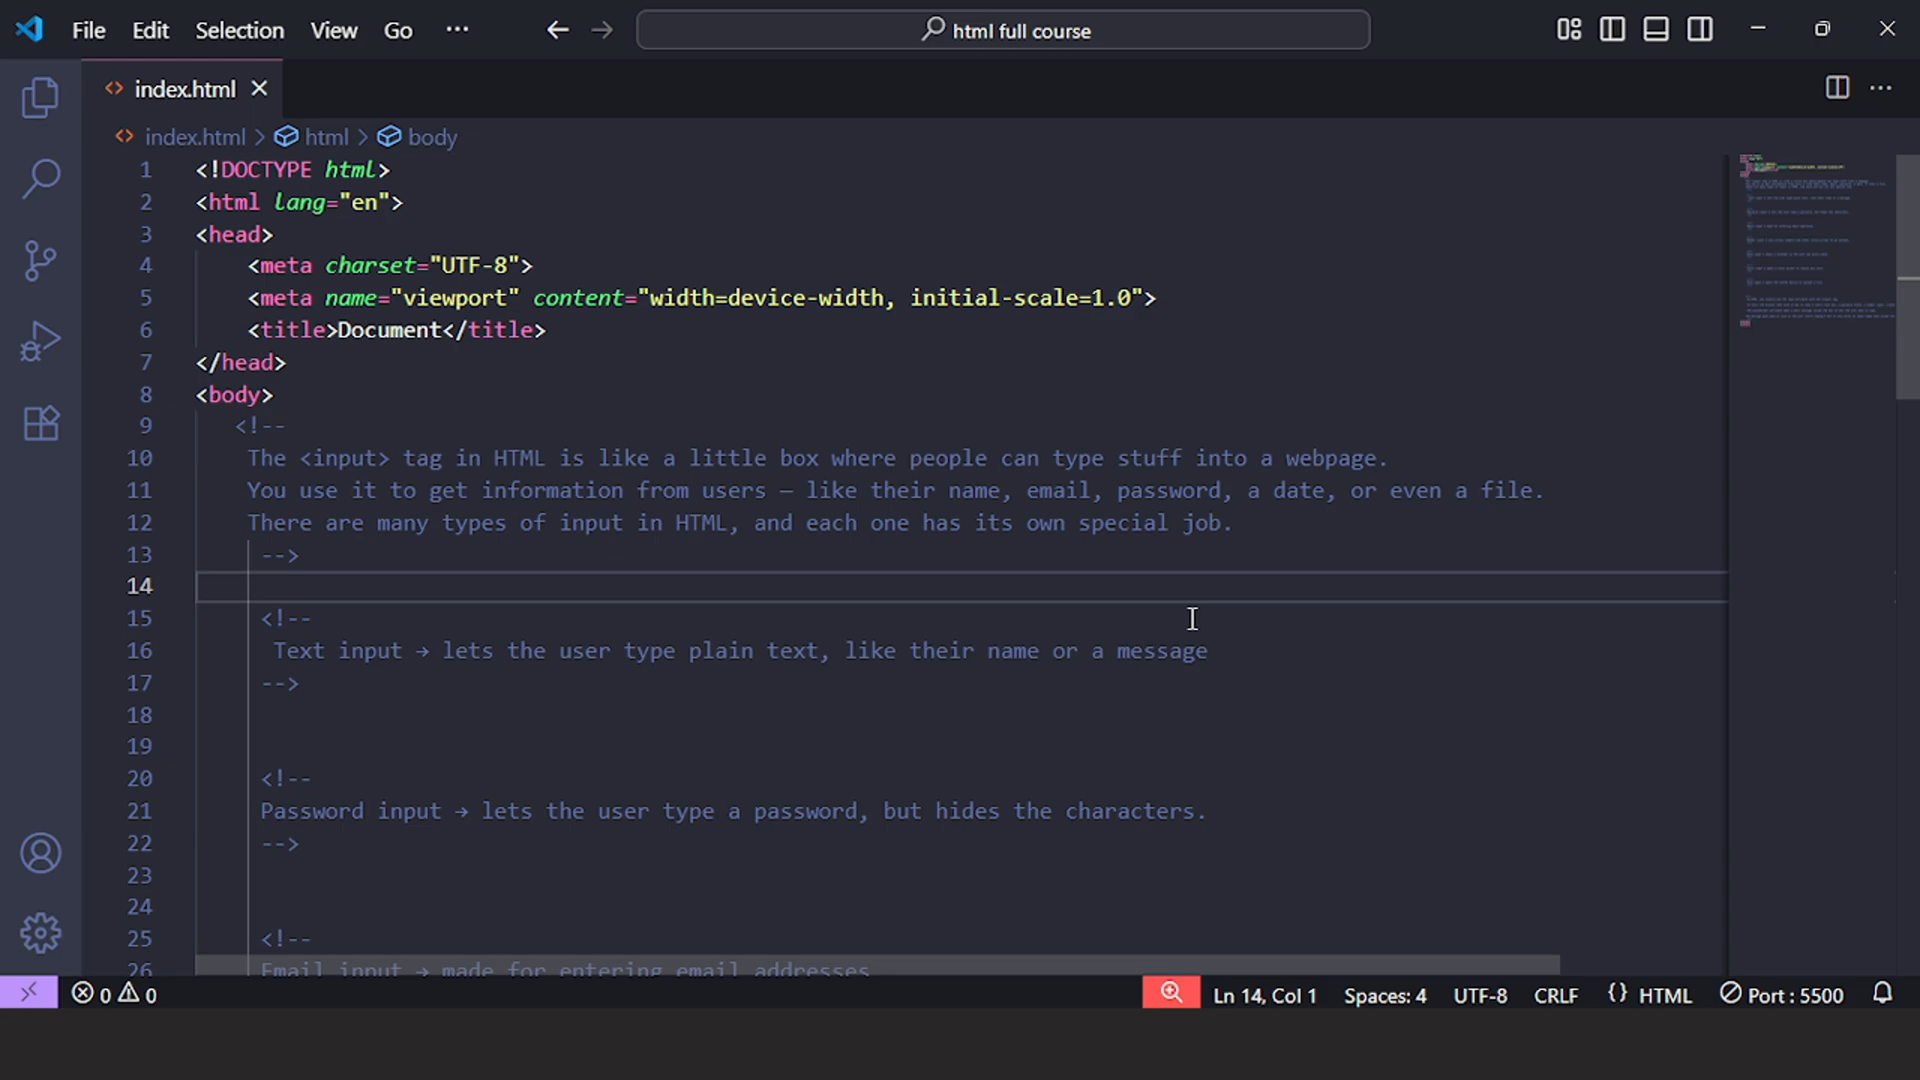 File Edit Selection View Go ··· html full course
index.html
index.html > html > body
1 <!DOCTYPE html>
2 <html lang="en">
3 <head>
4 <meta charset="UTF-8">
5 <meta name="viewport" content="width=device-width, initial-scale=1.0">
6 <title>Document</title>
7 </head>
8 <body>
9 <!--
10 The <input> tag in HTML is like a little box where people can type stuff into a webpage.
11 You use it to get information from users — like their name, email, password, a date, or even a file.
12 There are many types of input in HTML, and each one has its own special job.
13 -->
14
15 <!--
16 Text input → lets the user type plain text, like their name or a message
17 -->
18
19
20 <!--
21 Password input → lets the user type a password, but hides the characters.
22 -->
23
24
25 <!--
26 Email input → made for entering email addresses
0 0 Ln 14, Col 1 Spaces: 4 UTF-8 CRLF {} HTML Port : 5500